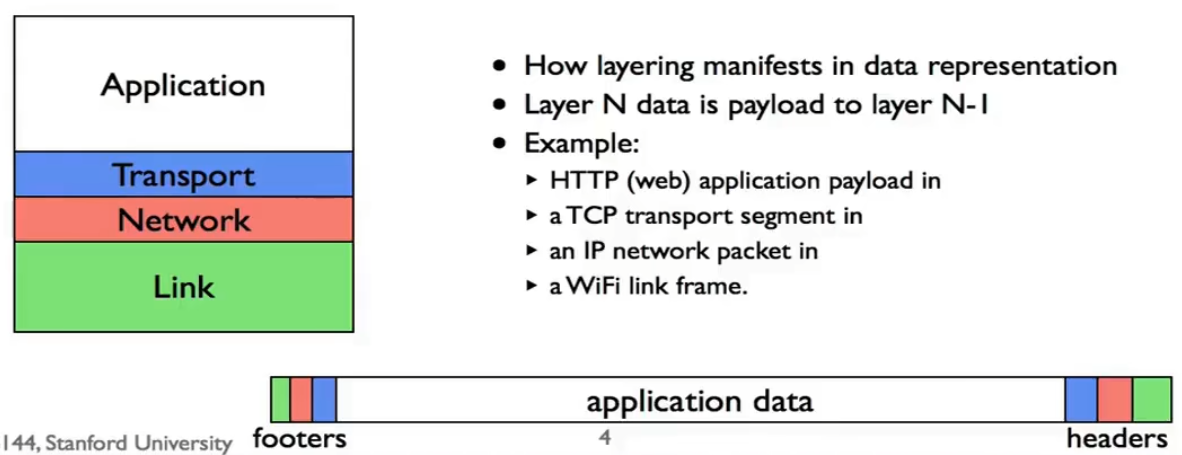 Application
Transport
Network
Link
• How layering manifests in data representation
• Layer N data is payload to layer N-1
• Example:
▸ HTTP (web) application payload in
▸ a TCP transport segment in
▸ an IP network packet in
▸ a WiFi link frame.
application data
footers
headers
144, Stanford University
4